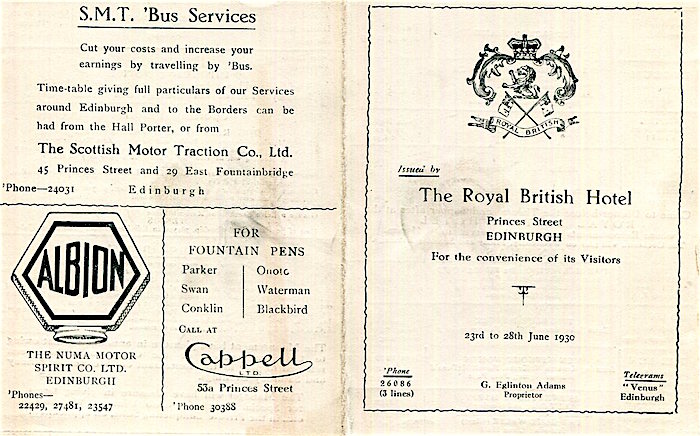 S.M.T. 'Bus Services
Cut your costs and increase your
earnings by travelling by 'Bus.
Time-table giving full particulars of our Services
around Edinburgh and to the Borders can be
had from the Hall Porter, or from
The Scottish Motor Traction Co., Ltd.
45 Princes Street and 29 East Fountainbridge
'Phone—24031 Edinburgh
ALBION
THE NUMA MOTOR
SPIRIT CO. LTD.
EDINBURGH
'Phones—
22429, 27481, 23547
FOR
FOUNTAIN PENS
Parker Onoto
Swan Waterman
Conklin Blackbird
CALL AT
Cappell
LTD.
53a Princes Street
'Phone 30388
ROYAL BRITISH
Issued by
The Royal British Hotel
Princes Street
EDINBURGH
For the convenience of its Visitors
23rd to 28th June 1930
'Phone
26086
(3 lines)
G. Eglinton Adams
Proprietor
Telegrams
"Venus"
Edinburgh